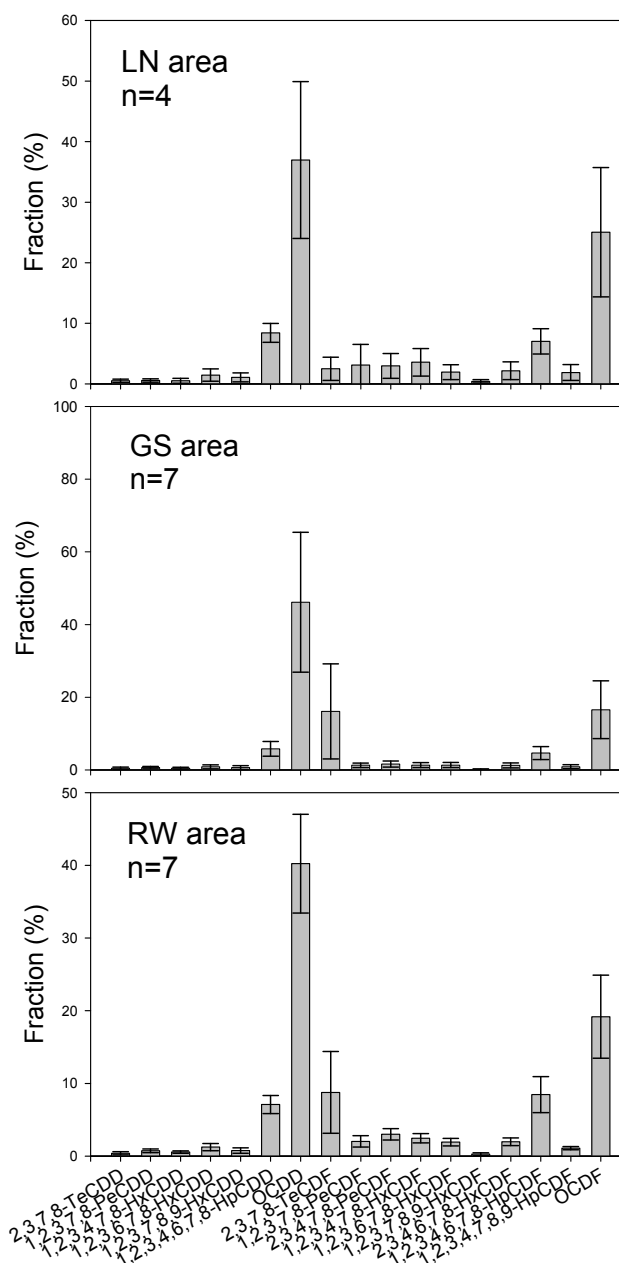 60
50
40
30
20
10
0
Fraction (%)
LN area
n=4
100
80
60
40
20
0
Fraction (%)
GS area
n=7
50
40
30
20
10
0
Fraction (%)
RW area
n=7
2,3,7,8-TeCDD
1,2,3,7,8-PeCDD
1,2,3,4,7,8-HxCDD
1,2,3,6,7,8-HxCDD
1,2,3,7,8,9-HxCDD
1,2,3,4,6,7,8-HpCDD
OCDD
2,3,7,8-TeCDF
1,2,3,7,8-PeCDF
2,3,4,7,8-PeCDF
1,2,3,4,7,8-HxCDF
1,2,3,6,7,8-HxCDF
1,2,3,7,8,9-HxCDF
2,3,4,6,7,8-HxCDF
1,2,3,4,6,7,8-HpCDF
1,2,3,4,7,8,9-HpCDF
OCDF